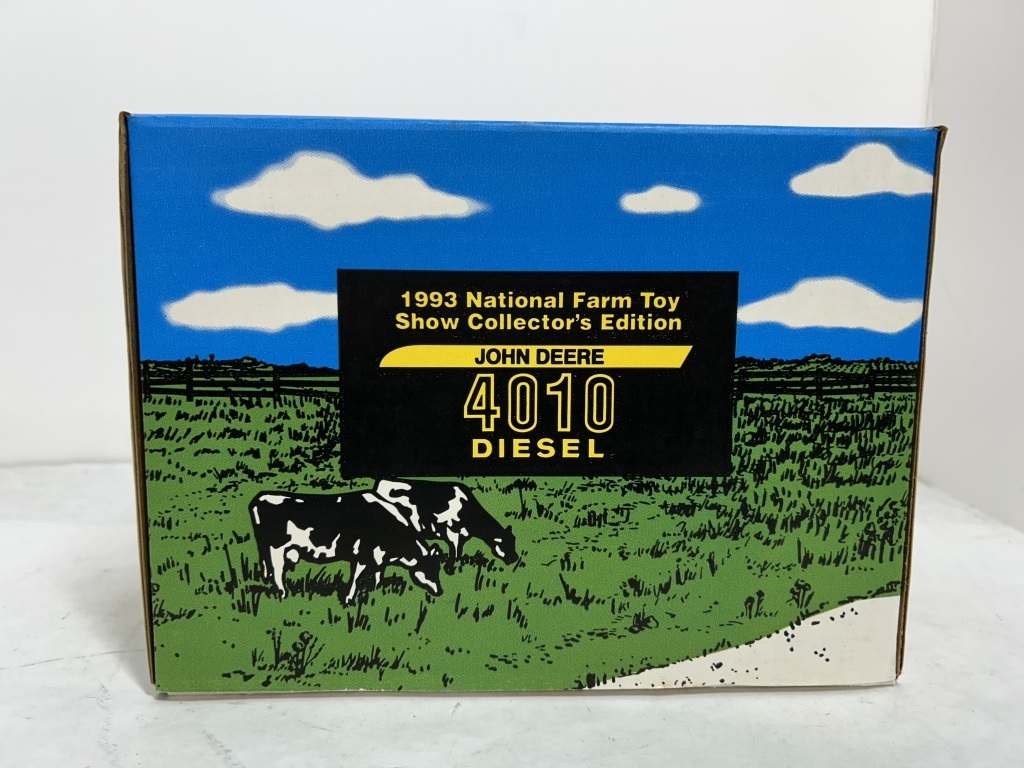 1993 National Farm Toy
Show Collector's Edition
JOHN DEERE
4010
DIESEL